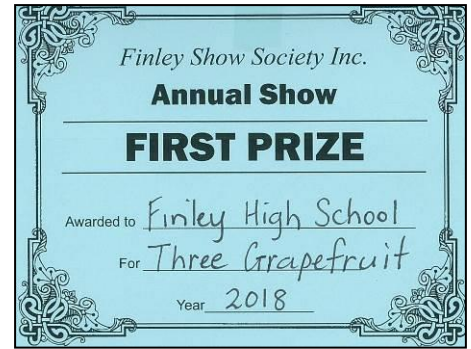 Finley Show Society Inc.
Annual Show
FIRST PRIZE
Awarded to Finley High School
For Three Grapefruit
Year 2018